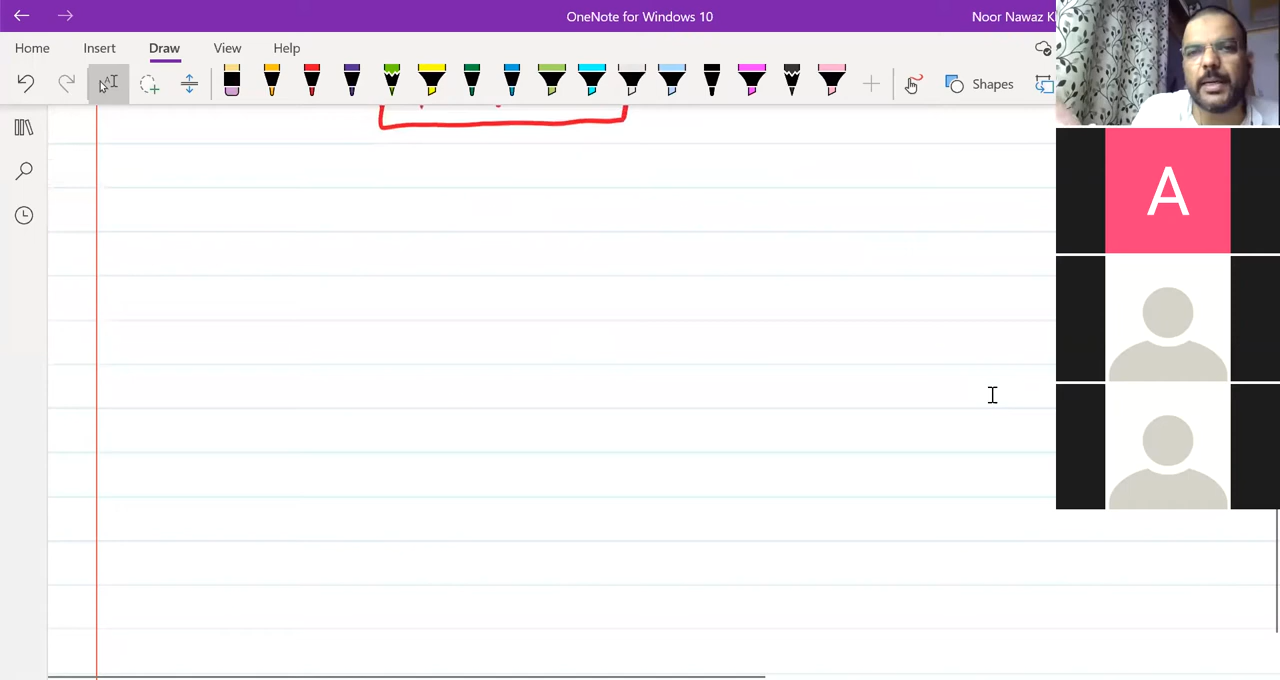 OneNote for Windows 10
Noor Nawaz K
Home Insert Draw View Help
Shapes
A